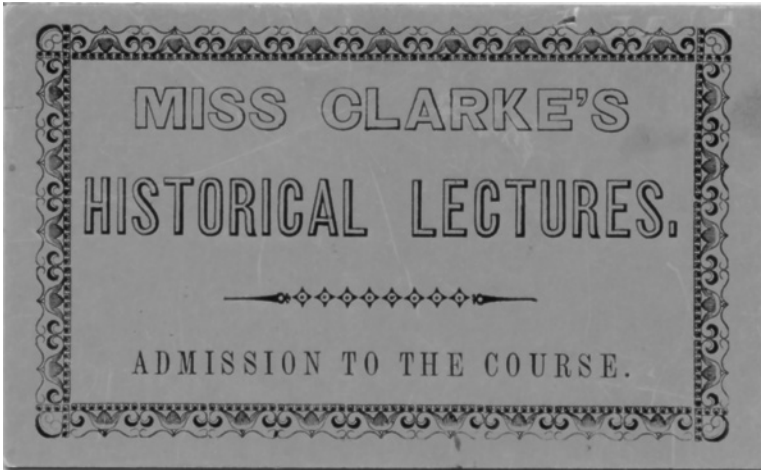 MISS CLARKE'S
HISTORICAL LECTURES.
ADMISSION TO THE COURSE.